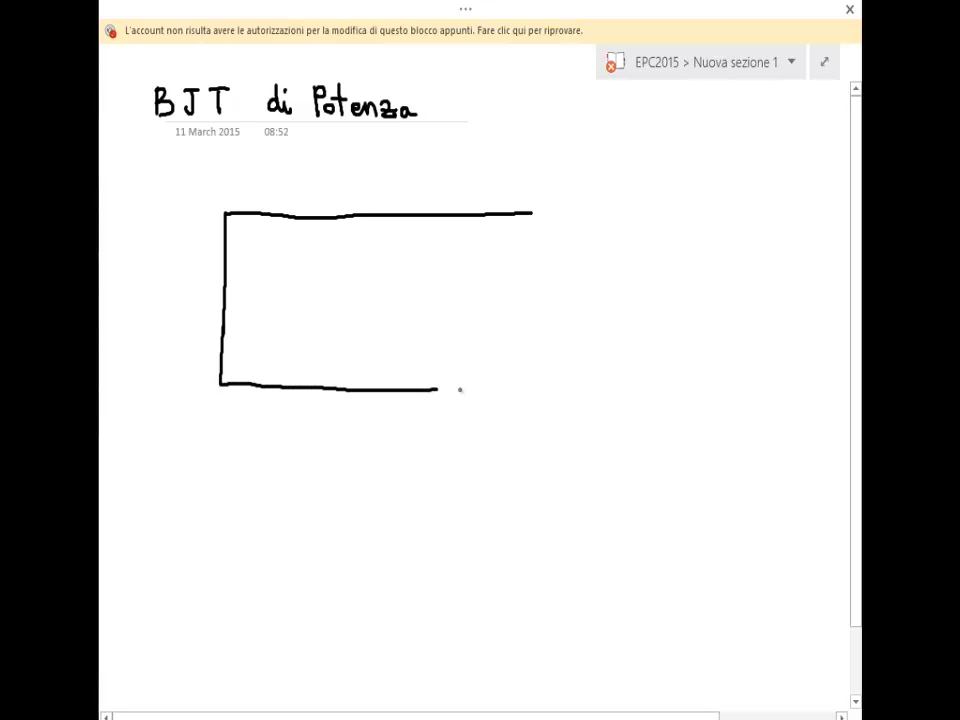 L'account non risulta avere le autorizzazioni per la modifica di questo blocco appunti. Fare clic qui per riprovare.
EPC2015 > Nuova sezione 1
BJT di Potenza
11 March 2015 08:52